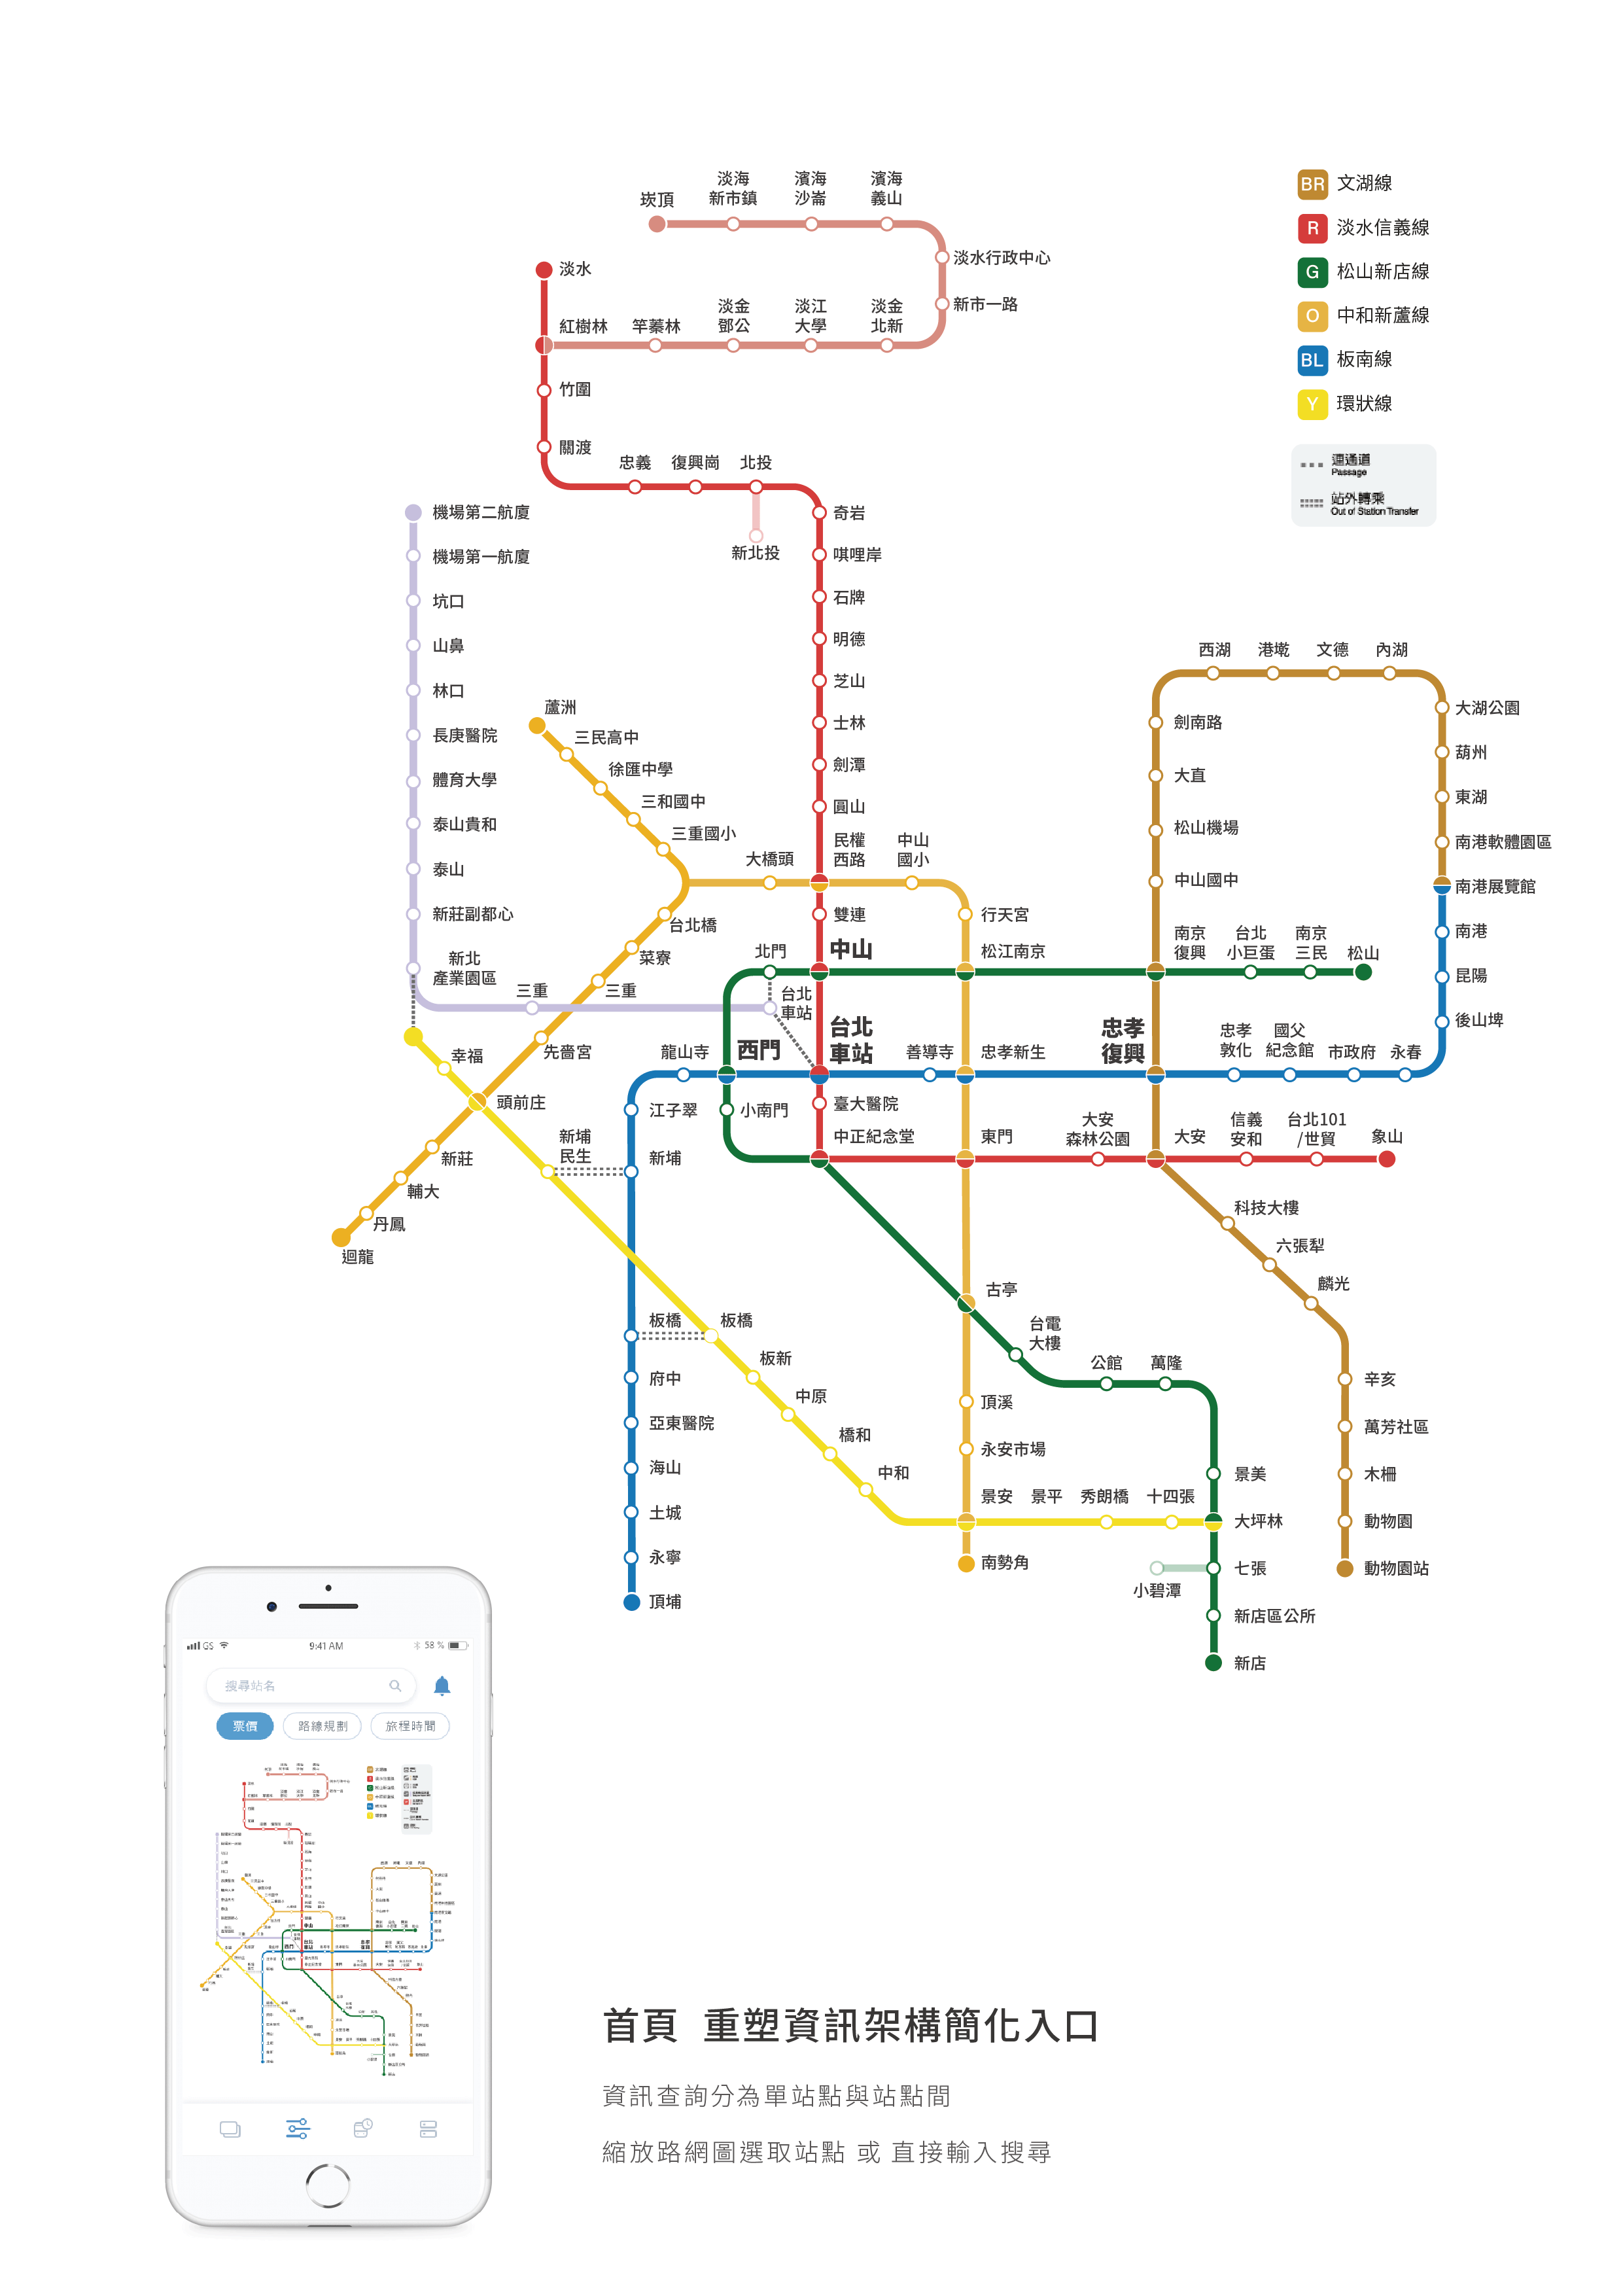 淡海
新市鎮
濱海
沙崙
濱海
義山
崁頂
淡水行政中心
新市一路
淡水
紅樹林
竿蓁林
淡金
鄧公
淡江
大學
淡金
北新
竹圍
關渡
忠義
復興崗
北投
新北投
BR 文湖線
R 淡水信義線
G 松山新店線
O 中和新蘆線
BL 板南線
Y 環狀線
連通道
Passage
站外轉乘
Out of Station Transfer
機場第二航廈
機場第一航廈
坑口
山鼻
林口
長庚醫院
體育大學
泰山貴和
泰山
新莊副都心
新北
產業園區
三重
台北
車站
奇岩
唭哩岸
石牌
明德
芝山
士林
劍潭
圓山
民權
西路
雙連
中山
台北
車站
臺大醫院
中正紀念堂
蘆洲
三民高中
徐匯中學
三和國中
三重國小
大橋頭
中山
國小
台北橋
菜寮
三重
先嗇宮
頭前庄
新莊
輔大
丹鳳
迴龍
行天宮
松江南京
忠孝新生
東門
古亭
頂溪
永安市場
景安
南勢角
西湖
港墘
文德
內湖
劍南路
大直
松山機場
中山國中
大湖公園
葫州
東湖
南港軟體園區
南港展覽館
南港
昆陽
後山埤
南京
復興
台北
小巨蛋
南京
三民
松山
北門
西門
龍山寺
善導寺
忠孝
復興
忠孝
敦化
國父
紀念館
市政府
永春
小南門
江子翠
新埔
大安
森林公園
大安
信義
安和
台北101
/世貿
象山
科技大樓
六張犁
麟光
辛亥
萬芳社區
木柵
動物園
動物園站
幸福
新埔
民生
板橋
板橋
板新
中原
橋和
中和
景平
秀朗橋
十四張
府中
亞東醫院
海山
土城
永寧
頂埔
台電
大樓
公館
萬隆
景美
大坪林
七張
小碧潭
新店區公所
新店
GS
9:41 AM
58 %
搜尋站名
票價
路線規劃
旅程時間
首頁 重塑資訊架構簡化入口
資訊查詢分為單站點與站點間
縮放路網圖選取站點 或 直接輸入搜尋